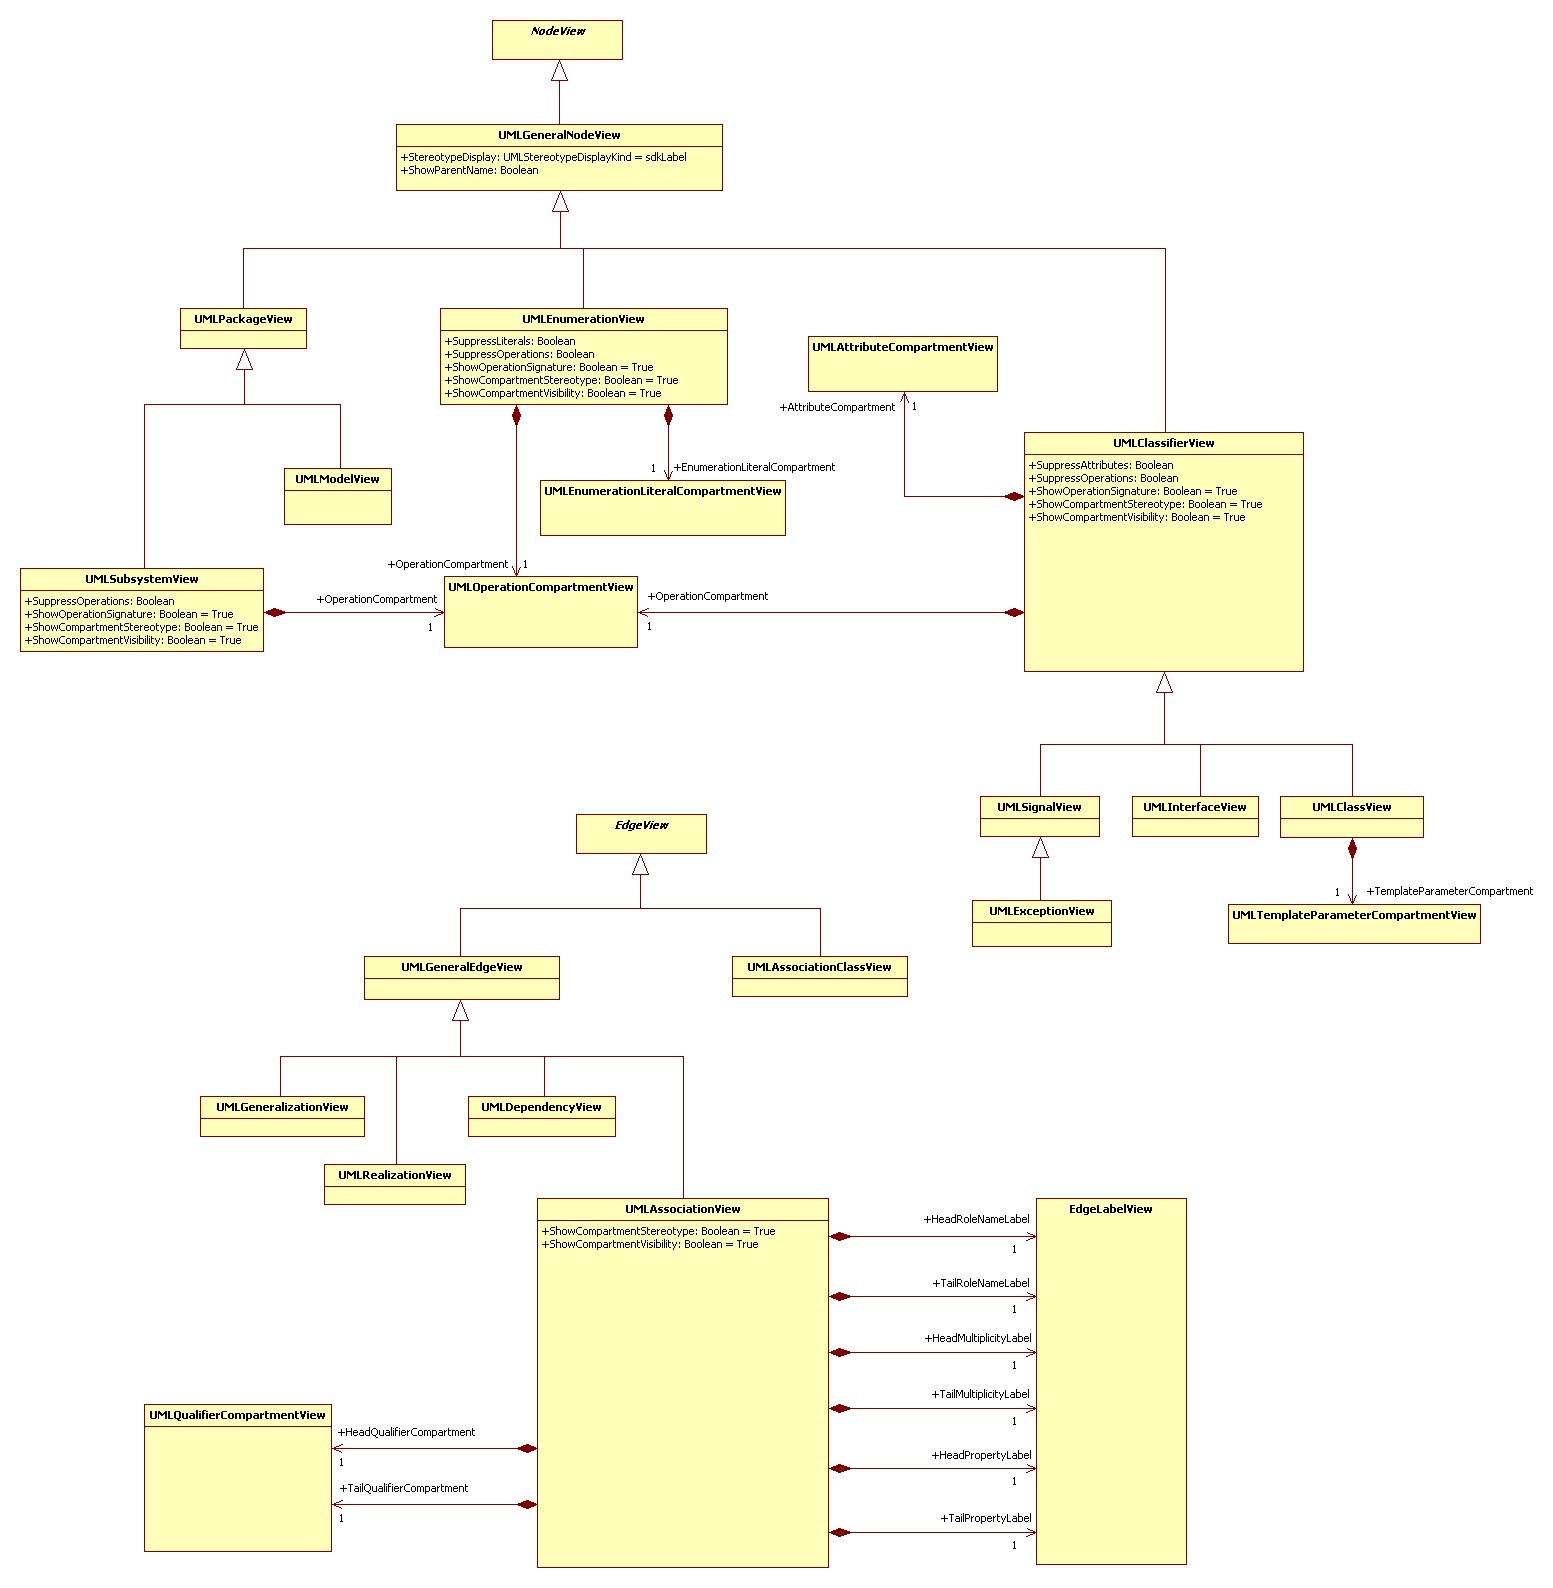 NodeView
UMLGeneralNodeView
+StereotypeDisplay: UMLStereotypeDisplayKind = sdkLabel
+ShowParentName: Boolean
UMLPackageView
UMLEnumerationView
+SuppressLiterals: Boolean
+SuppressOperations: Boolean
+ShowOperationSignature: Boolean = True
+ShowCompartmentStereotype: Boolean = True
+ShowCompartmentVisibility: Boolean = True
UMLAttributeCompartmentView
+AttributeCompartment
1
UMLClassifierView
+SuppressAttributes: Boolean
+SuppressOperations: Boolean
+ShowOperationSignature: Boolean = True
+ShowCompartmentStereotype: Boolean = True
+ShowCompartmentVisibility: Boolean = True
UMLModelView
1
+EnumerationLiteralCompartment
UMLEnumerationLiteralCompartmentView
+OperationCompartment
1
UMLSubsystemView
+SuppressOperations: Boolean
+ShowOperationSignature: Boolean = True
+ShowCompartmentStereotype: Boolean = True
+ShowCompartmentVisibility: Boolean = True
+OperationCompartment
1
UMLOperationCompartmentView
+OperationCompartment
1
UMLSignalView
UMLInterfaceView
UMLClassView
1
+TemplateParameterCompartment
UMLExceptionView
UMLTemplateParameterCompartmentView
EdgeView
UMLGeneralEdgeView
UMLAssociationClassView
UMLGeneralizationView
UMLDependencyView
UMLRealizationView
UMLAssociationView
+ShowCompartmentStereotype: Boolean = True
+ShowCompartmentVisibility: Boolean = True
EdgeLabelView
+HeadRoleNameLabel
1
+TailRoleNameLabel
1
+HeadMultiplicityLabel
1
+TailMultiplicityLabel
1
+HeadPropertyLabel
1
+TailPropertyLabel
1
UMLQualifierCompartmentView
+HeadQualifierCompartment
1
+TailQualifierCompartment
1